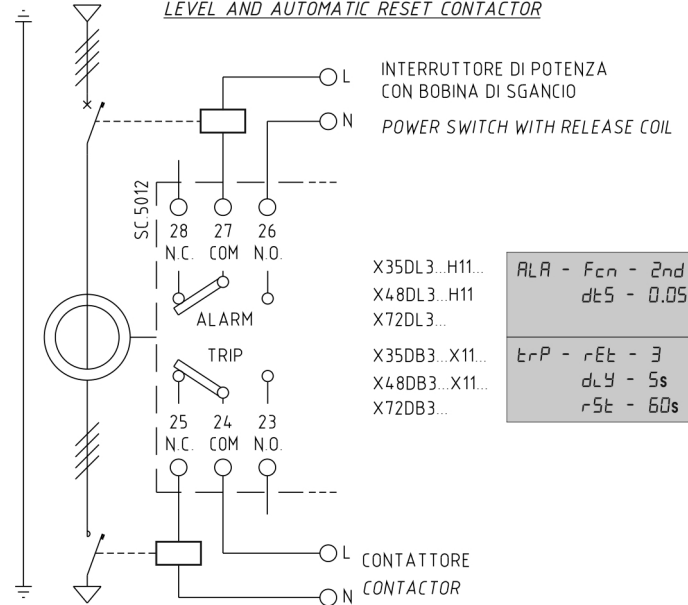 LEVEL AND AUTOMATIC RESET CONTACTOR
L
INTERRUTTORE DI POTENZA
CON BOBINA DI SGANCIO
N
POWER SWITCH WITH RELEASE COIL
SC.5012
28 27 26
N.C. COM N.O.
ALARM
TRIP
25 24 23
N.C. COM N.O.
X35DL3...H11...
X48DL3...H11
X72DL3...
ALA - Fcn - 2nd
dtS - 0.05
X35DB3...X11...
X48DB3...X11...
X72DB3...
trP - rEt - 3
dLY - 5s
rSt - 60s
L
CONTATTORE
N
CONTACTOR